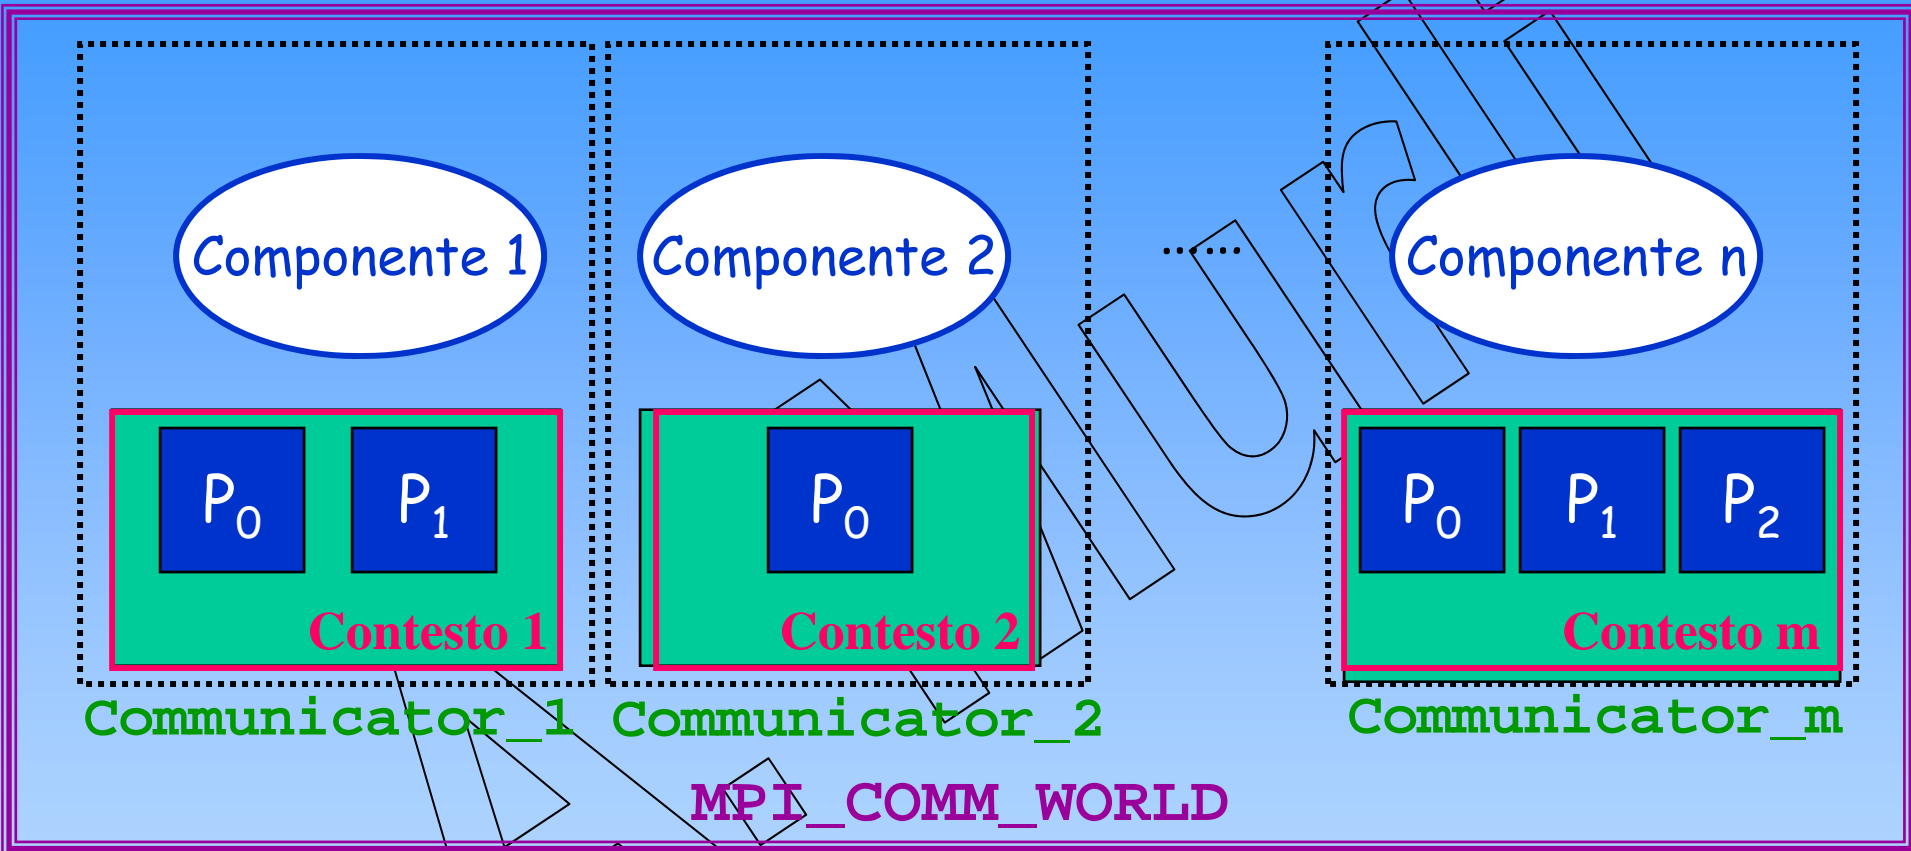 Componente 1
Componente 2
......
Componente n
P0
P1
P0
P0
P1
P2
Contesto 1
Contesto 2
Contesto m
Communicator_1
Communicator_2
Communicator_m
MPI_COMM_WORLD